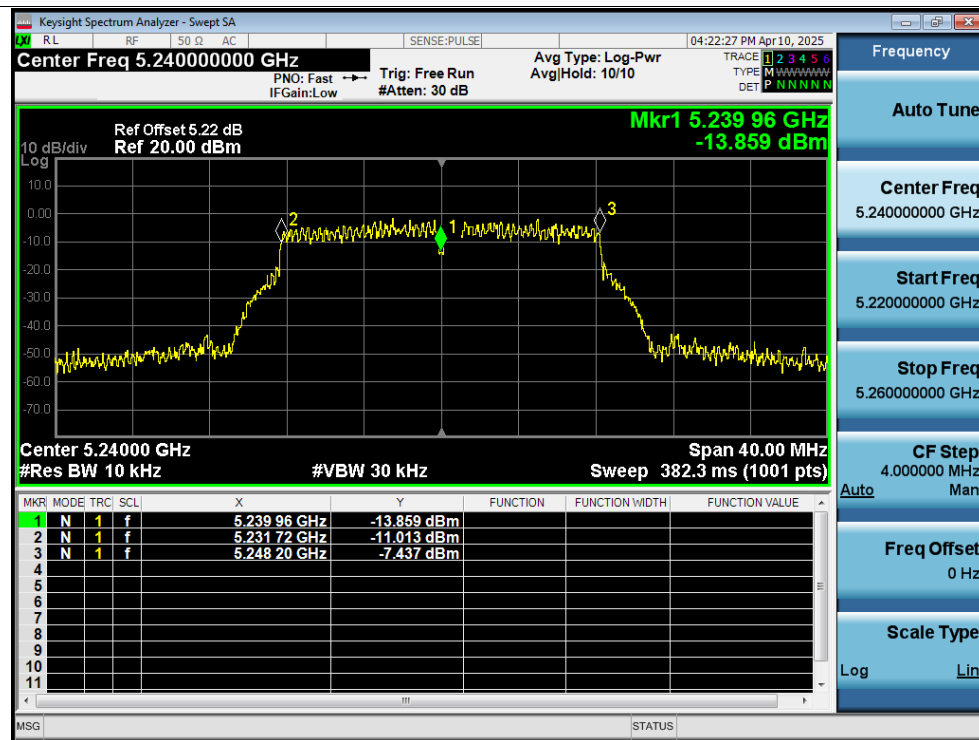 Keysight Spectrum Analyzer - Swept SA
LXI RL RF 50 Ω AC SENSE:PULSE 04:22:27 PM Apr 10, 2025
Center Freq 5.240000000 GHz
PNO: Fast
IFGain:Low
Trig: Free Run
#Atten: 30 dB
Avg Type: Log-Pwr
Avg|Hold: 10/10
TRACE 1 2 3 4 5 6
TYPE M WWWWW
DET P N N N N N
Ref Offset 5.22 dB
10 dB/div Ref 20.00 dBm
Log
Mkr1 5.239 96 GHz
-13.859 dBm
10.0
0.00
-10.0
-20.0
-30.0
-40.0
-50.0
-60.0
-70.0
2
1
3
Center 5.24000 GHz Span 40.00 MHz
#Res BW 10 kHz #VBW 30 kHz Sweep 382.3 ms (1001 pts)
MKR MODE TRC SCL X Y FUNCTION FUNCTION WIDTH FUNCTION VALUE
1 N 1 f 5.239 96 GHz -13.859 dBm
2 N 1 f 5.231 72 GHz -11.013 dBm
3 N 1 f 5.248 20 GHz -7.437 dBm
4
5
6
7
8
9
10
11
MSG STATUS
Frequency
Auto Tune
Center Freq
5.240000000 GHz
Start Freq
5.220000000 GHz
Stop Freq
5.260000000 GHz
CF Step
4.000000 MHz
Auto Man
Freq Offset
0 Hz
Scale Type
Log Lin